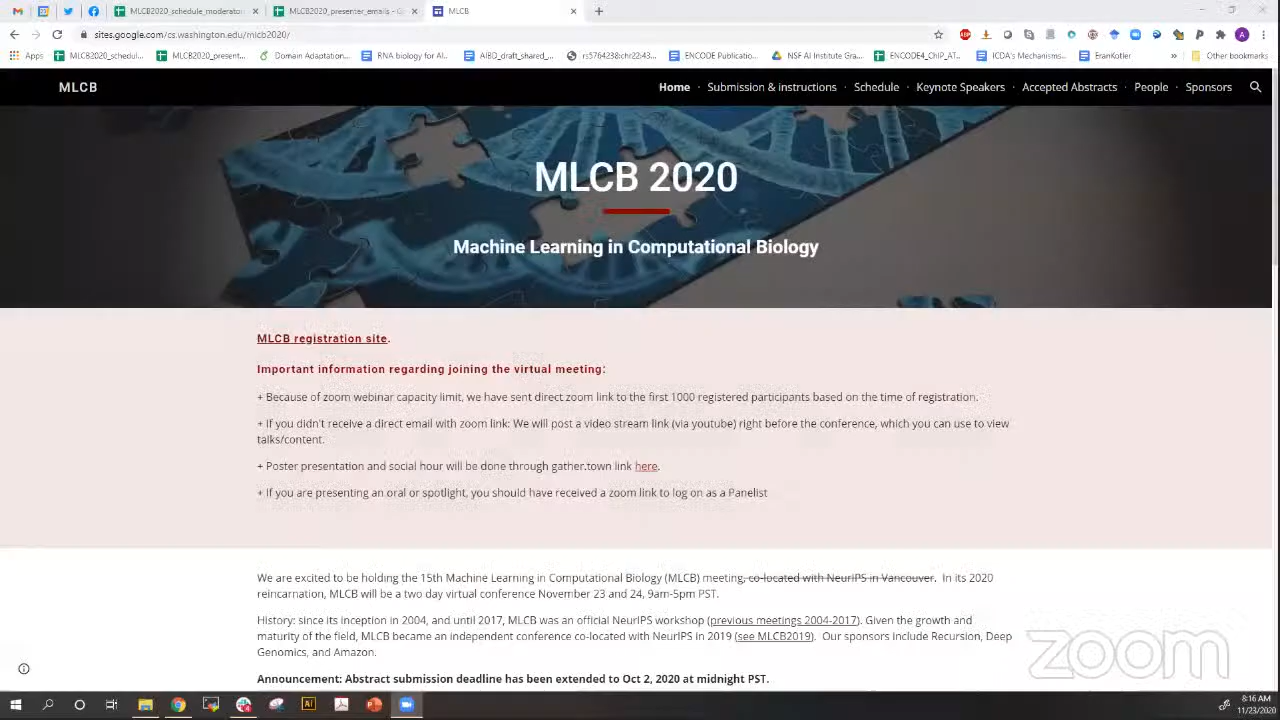 MLCB2020_schedule_moderator
MLCB2020_presenter_emails - G
MLCB
sites.google.com/cs.washington.edu/mlcb2020/
Apps
MLCB2020_schedul...
MLCB2020_present...
Domain Adaptation...
RNA biology for AI...
AIBD_draft_shared_...
rs5764238:chr22:43...
ENCODE Publicatio...
NSF AI Institute Gra...
ENCODE4_CHIP_AT...
ICDA's Mechanisms...
EranKotler
»
Other bookmarks
MLCB
Home · Submission & instructions · Schedule · Keynote Speakers · Accepted Abstracts · People · Sponsors
MLCB 2020
Machine Learning in Computational Biology
MLCB registration site.
Important information regarding joining the virtual meeting:
+ Because of zoom webinar capacity limit, we have sent direct zoom link to the first 1000 registered participants based on the time of registration.
+ If you didn't receive a direct email with zoom link: We will post a video stream link (via youtube) right before the conference, which you can use to view
talks/content.
+ Poster presentation and social hour will be done through gather.town link here.
+ If you are presenting an oral or spotlight, you should have received a zoom link to log on as a Panelist
We are excited to be holding the 15th Machine Learning in Computational Biology (MLCB) meeting, co-located with NeurIPS in Vancouver. In its 2020
reincarnation, MLCB will be a two day virtual conference November 23 and 24, 9am-5pm PST.
History: since its inception in 2004, and until 2017, MLCB was an official NeurIPS workshop (previous meetings 2004-2017). Given the growth and
maturity of the field, MLCB became an independent conference co-located with NeurIPS in 2019 (see MLCB2019). Our sponsors include Recursion, Deep
Genomics, and Amazon.
Announcement: Abstract submission deadline has been extended to Oct 2, 2020 at midnight PST.
zoom
8:16 AM
11/23/2020